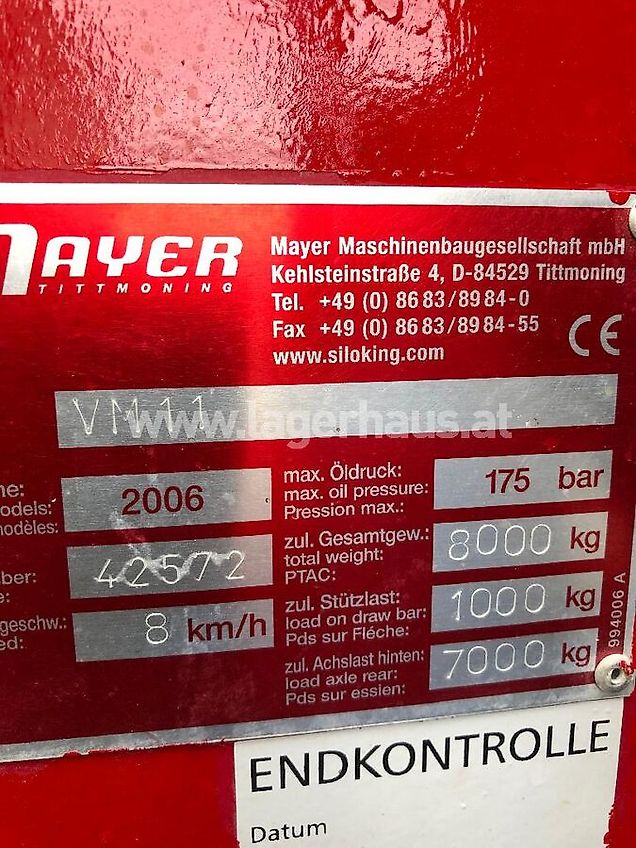 MAYER
TITTMONING
Mayer Maschinenbaugesellschaft mbH
Kehlsteinstraße 4, D-84529 Tittmoning
Tel. +49 (0) 86 83/89 84-0
Fax +49 (0) 86 83/89 84-55
www.siloking.com
CE
VM 11
www.lagerhaus.at
2006
max. Öldruck:
max. oil pressure:
Pression max.:
175 bar
42572
zul. Gesamtgew.:
total weight:
PTAC:
8000 kg
8 km/h
zul. Stützlast:
load on draw bar:
Pds sur Fléche:
1000 kg
zul. Achslast hinten:
load axle rear:
Pds sur essien:
7000 kg
994006 A
ENDKONTROLLE
Datum